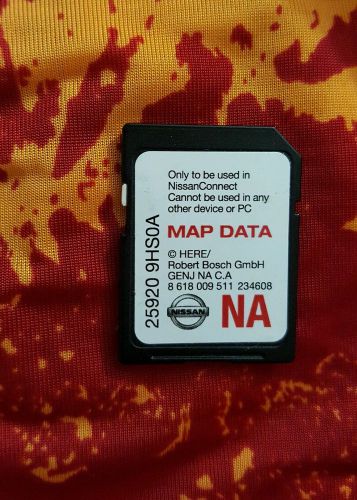 Only to be used in
NissanConnect
Cannot be used in any
other device or PC
MAP DATA
© HERE/
Robert Bosch GmbH
GENJ NA C.A
8 618 009 511 234608
NISSAN
NA
25920 9HS0A